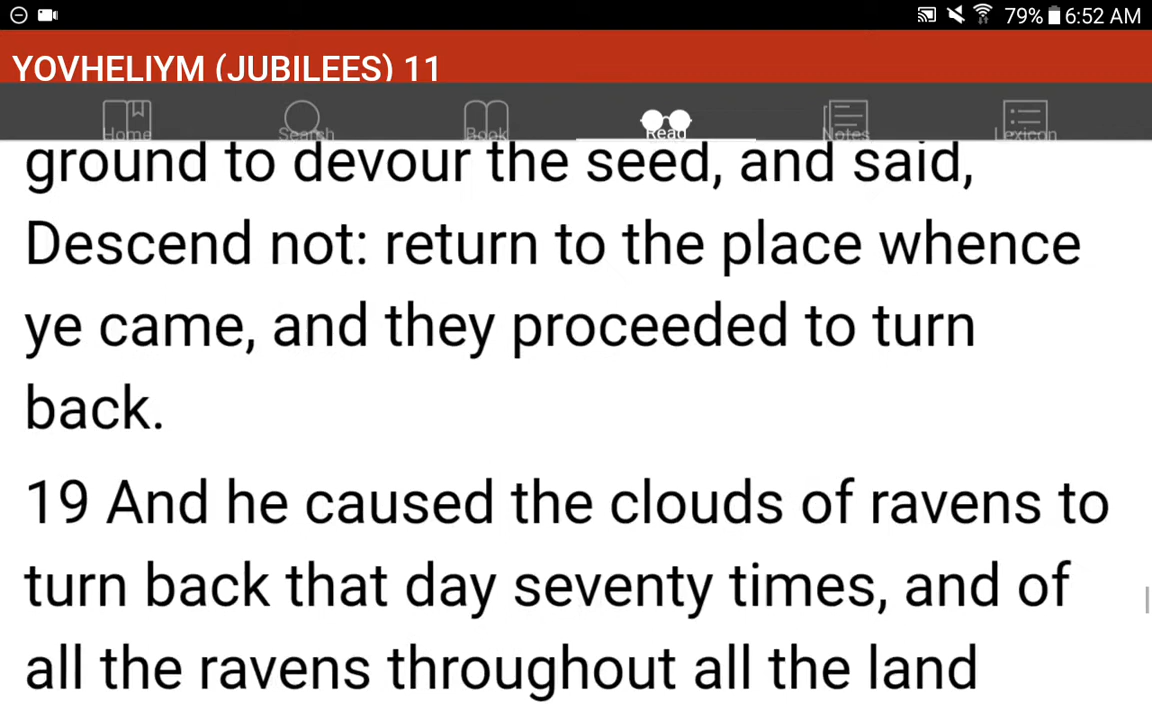 79% 6:52 AM
YOVHELIYM (JUBILEES) 11
Home Search Book Read Notes Lexicon
ground to devour the seed, and said,
Descend not: return to the place whence
ye came, and they proceeded to turn
back.
19 And he caused the clouds of ravens to
turn back that day seventy times, and of
all the ravens throughout all the land